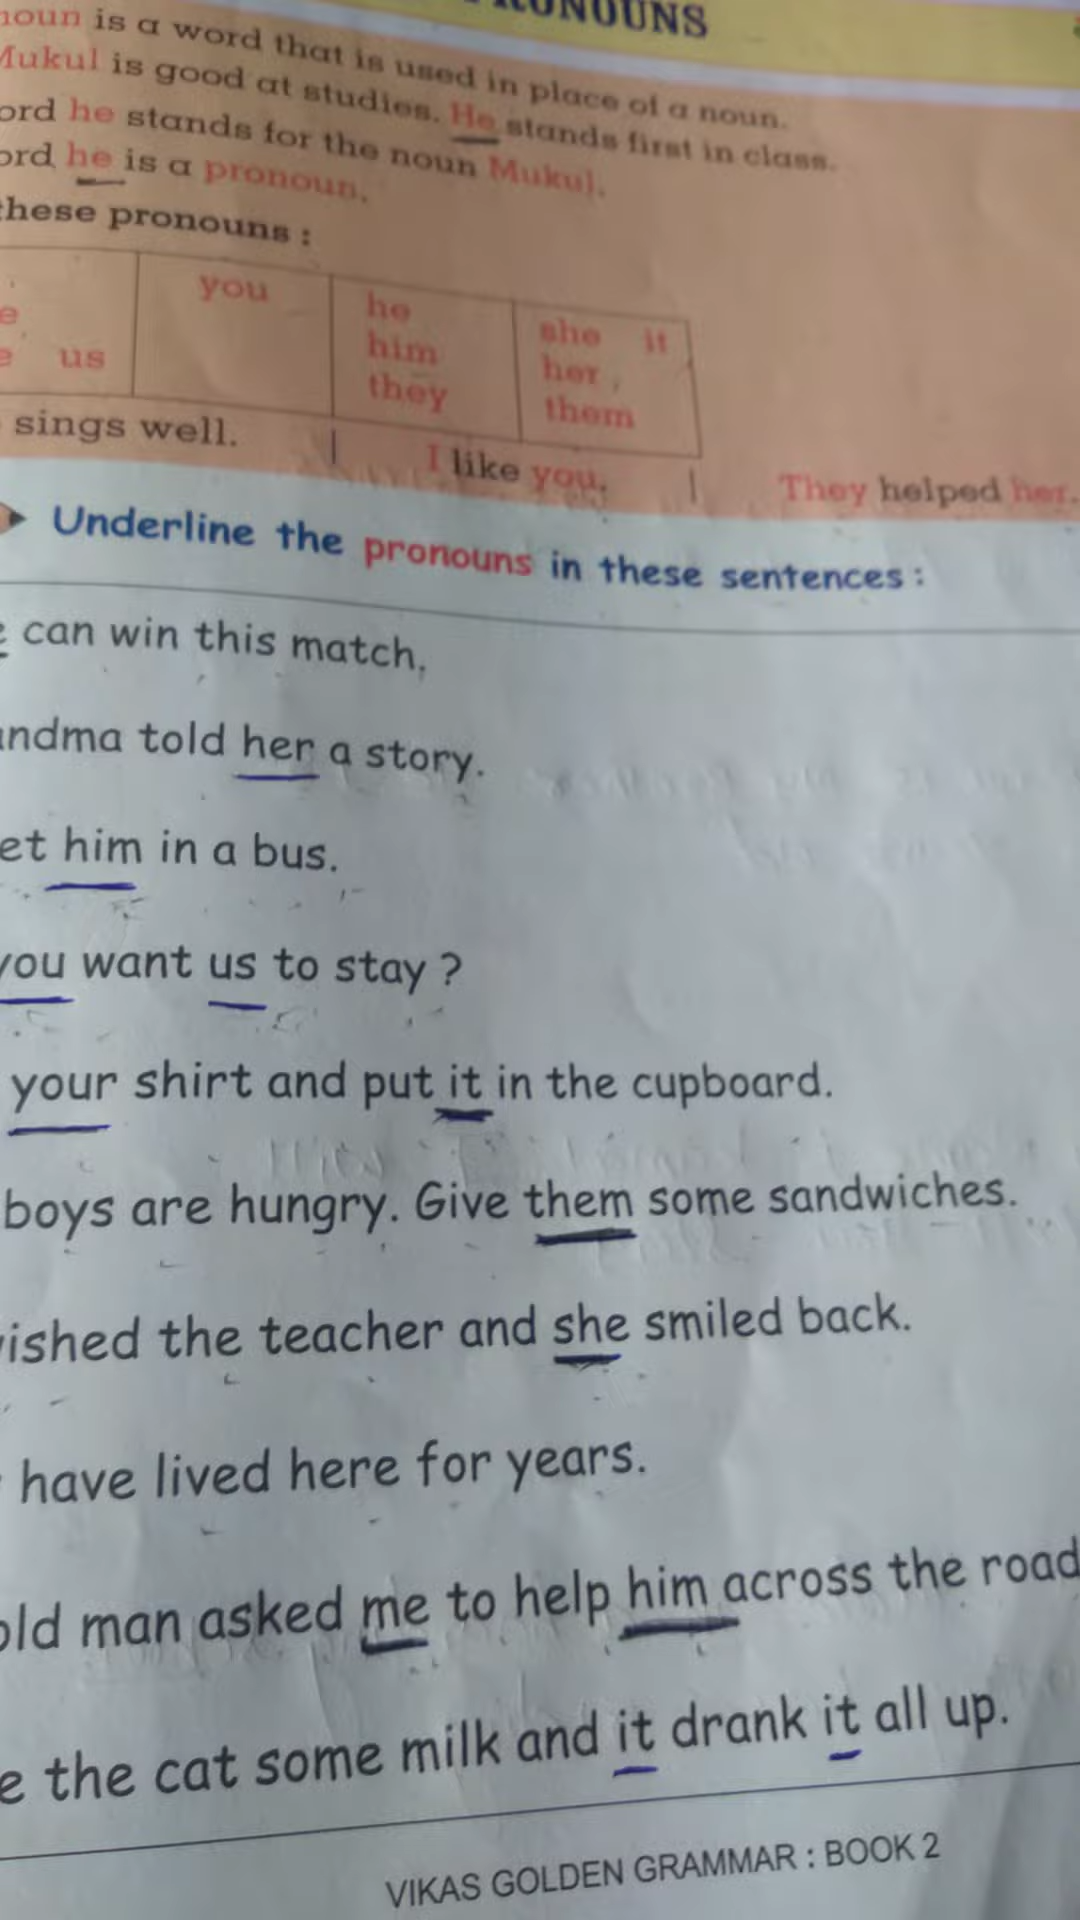 PRONOUNS
noun is a word that is used in place of a noun.
Mukul is good at studies. He stands first in class.
ord he stands for the noun Mukul.
ord he is a pronoun.
these pronouns :
you he she it
e him her,
e us they them
sings well. | I like you. | They helped her.
Underline the pronouns in these sentences :
e can win this match.
andma told her a story.
et him in a bus.
you want us to stay ?
your shirt and put it in the cupboard.
boys are hungry. Give them some sandwiches.
ished the teacher and she smiled back.
have lived here for years.
old man asked me to help him across the road
e the cat some milk and it drank it all up.
VIKAS GOLDEN GRAMMAR : BOOK 2